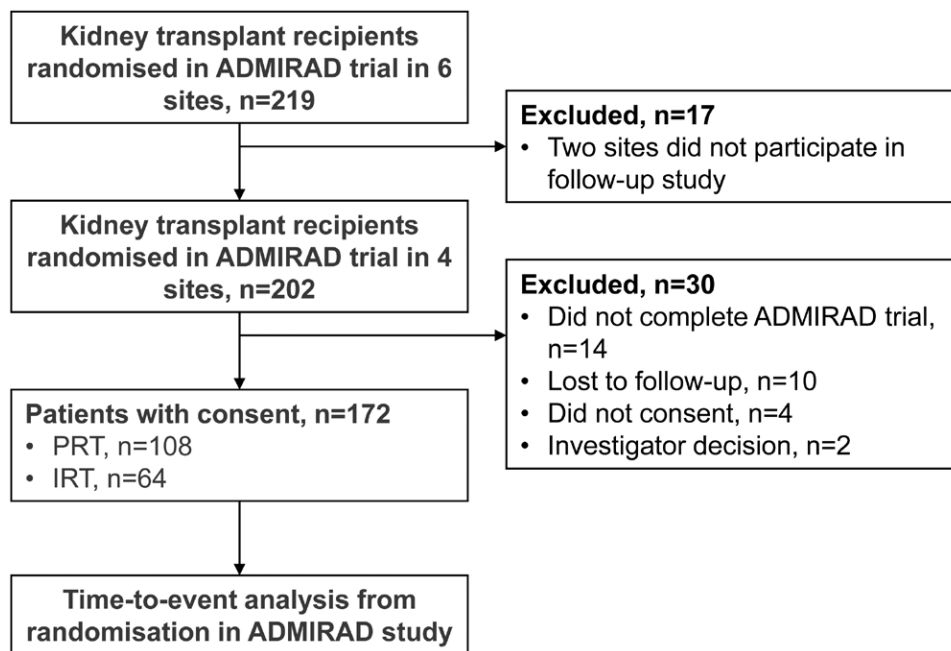 Kidney transplant recipients
randomised in ADMIRAD trial in 6
sites, n=219
Excluded, n=17
• Two sites did not participate in
follow-up study
Kidney transplant recipients
randomised in ADMIRAD trial in 4
sites, n=202
Excluded, n=30
• Did not complete ADMIRAD trial,
n=14
• Lost to follow-up, n=10
• Did not consent, n=4
• Investigator decision, n=2
Patients with consent, n=172
• PRT, n=108
• IRT, n=64
Time-to-event analysis from
randomisation in ADMIRAD study